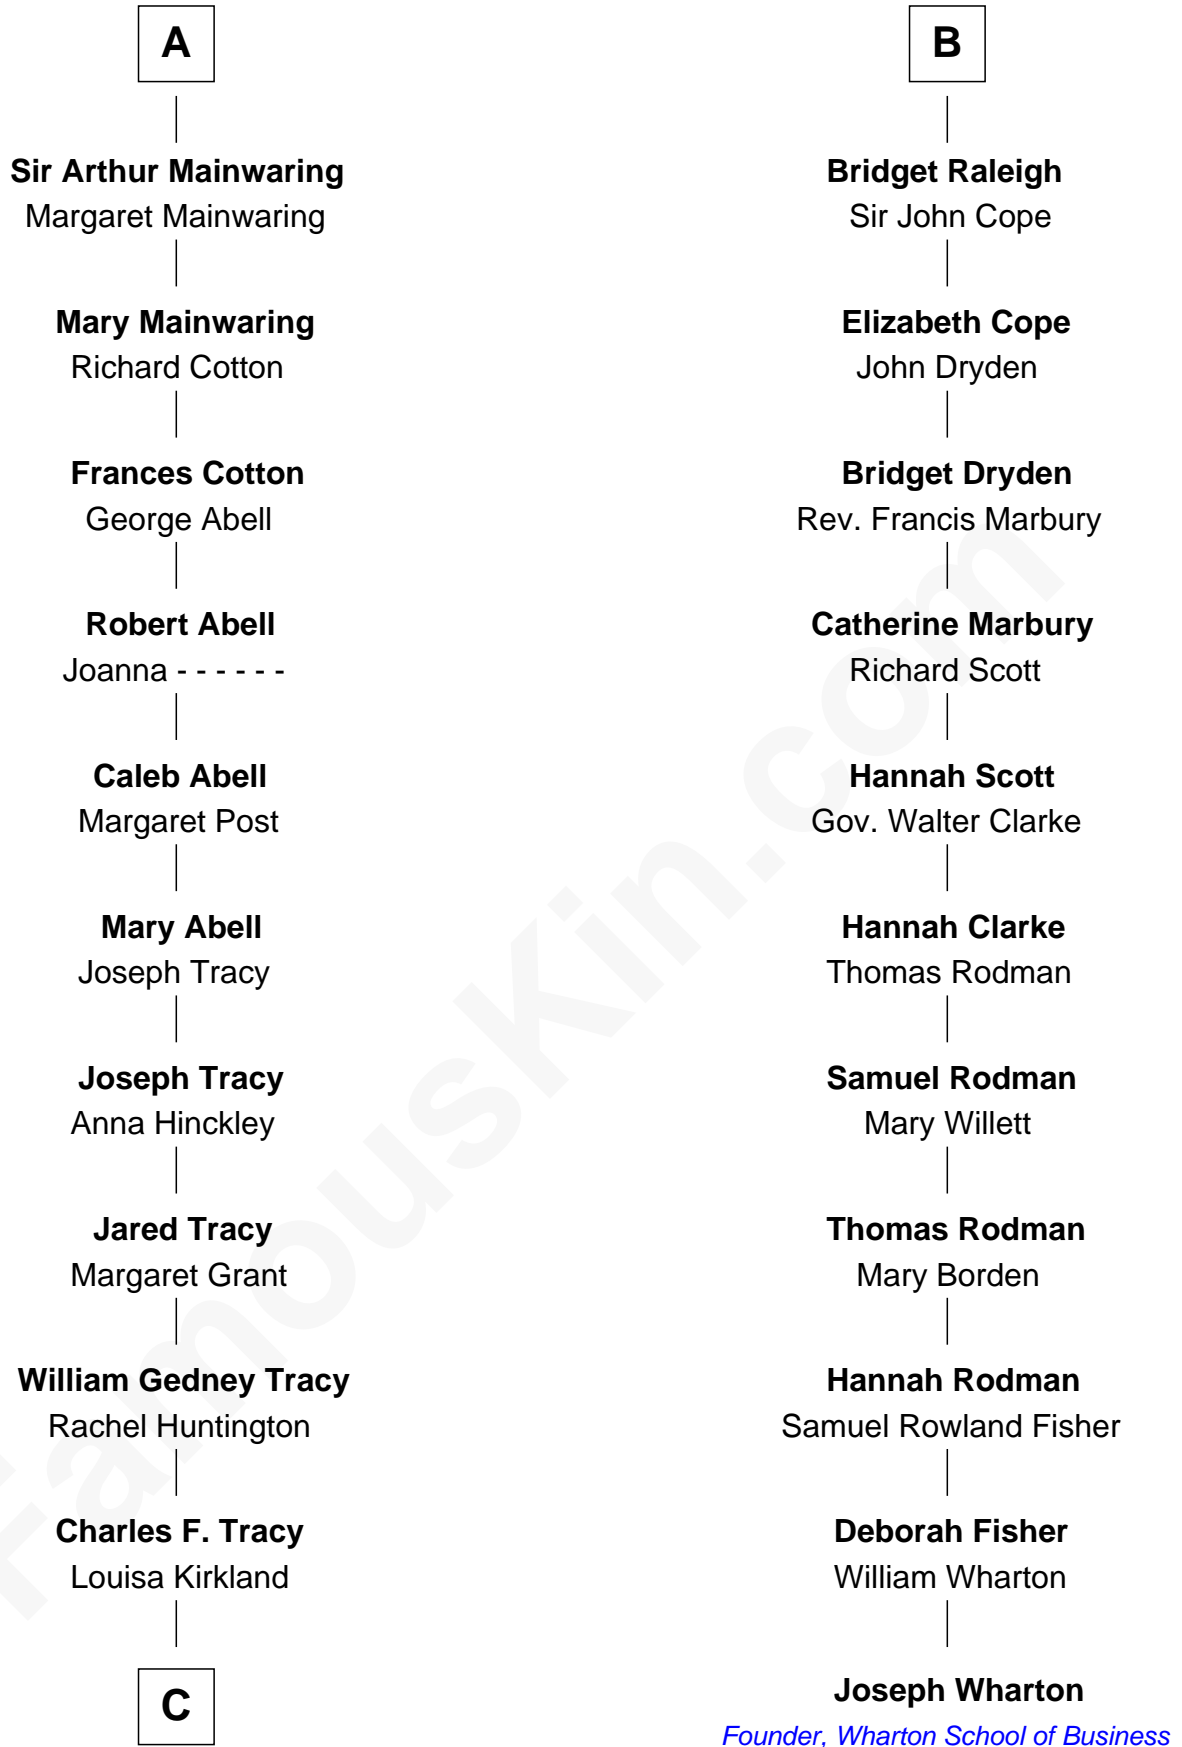 A
Sir Arthur Mainwaring
Margaret Mainwaring
Mary Mainwaring
Richard Cotton
Frances Cotton
George Abell
Robert Abell
Joanna - - - - - -
Caleb Abell
Margaret Post
Mary Abell
Joseph Tracy
Joseph Tracy
Anna Hinckley
Jared Tracy
Margaret Grant
William Gedney Tracy
Rachel Huntington
Charles F. Tracy
Louisa Kirkland
C
B
Bridget Raleigh
Sir John Cope
Elizabeth Cope
John Dryden
Bridget Dryden
Rev. Francis Marbury
Catherine Marbury
Richard Scott
Hannah Scott
Gov. Walter Clarke
Hannah Clarke
Thomas Rodman
Samuel Rodman
Mary Willett
Thomas Rodman
Mary Borden
Hannah Rodman
Samuel Rowland Fisher
Deborah Fisher
William Wharton
Joseph Wharton
Founder, Wharton School of Business
FamousKin.com